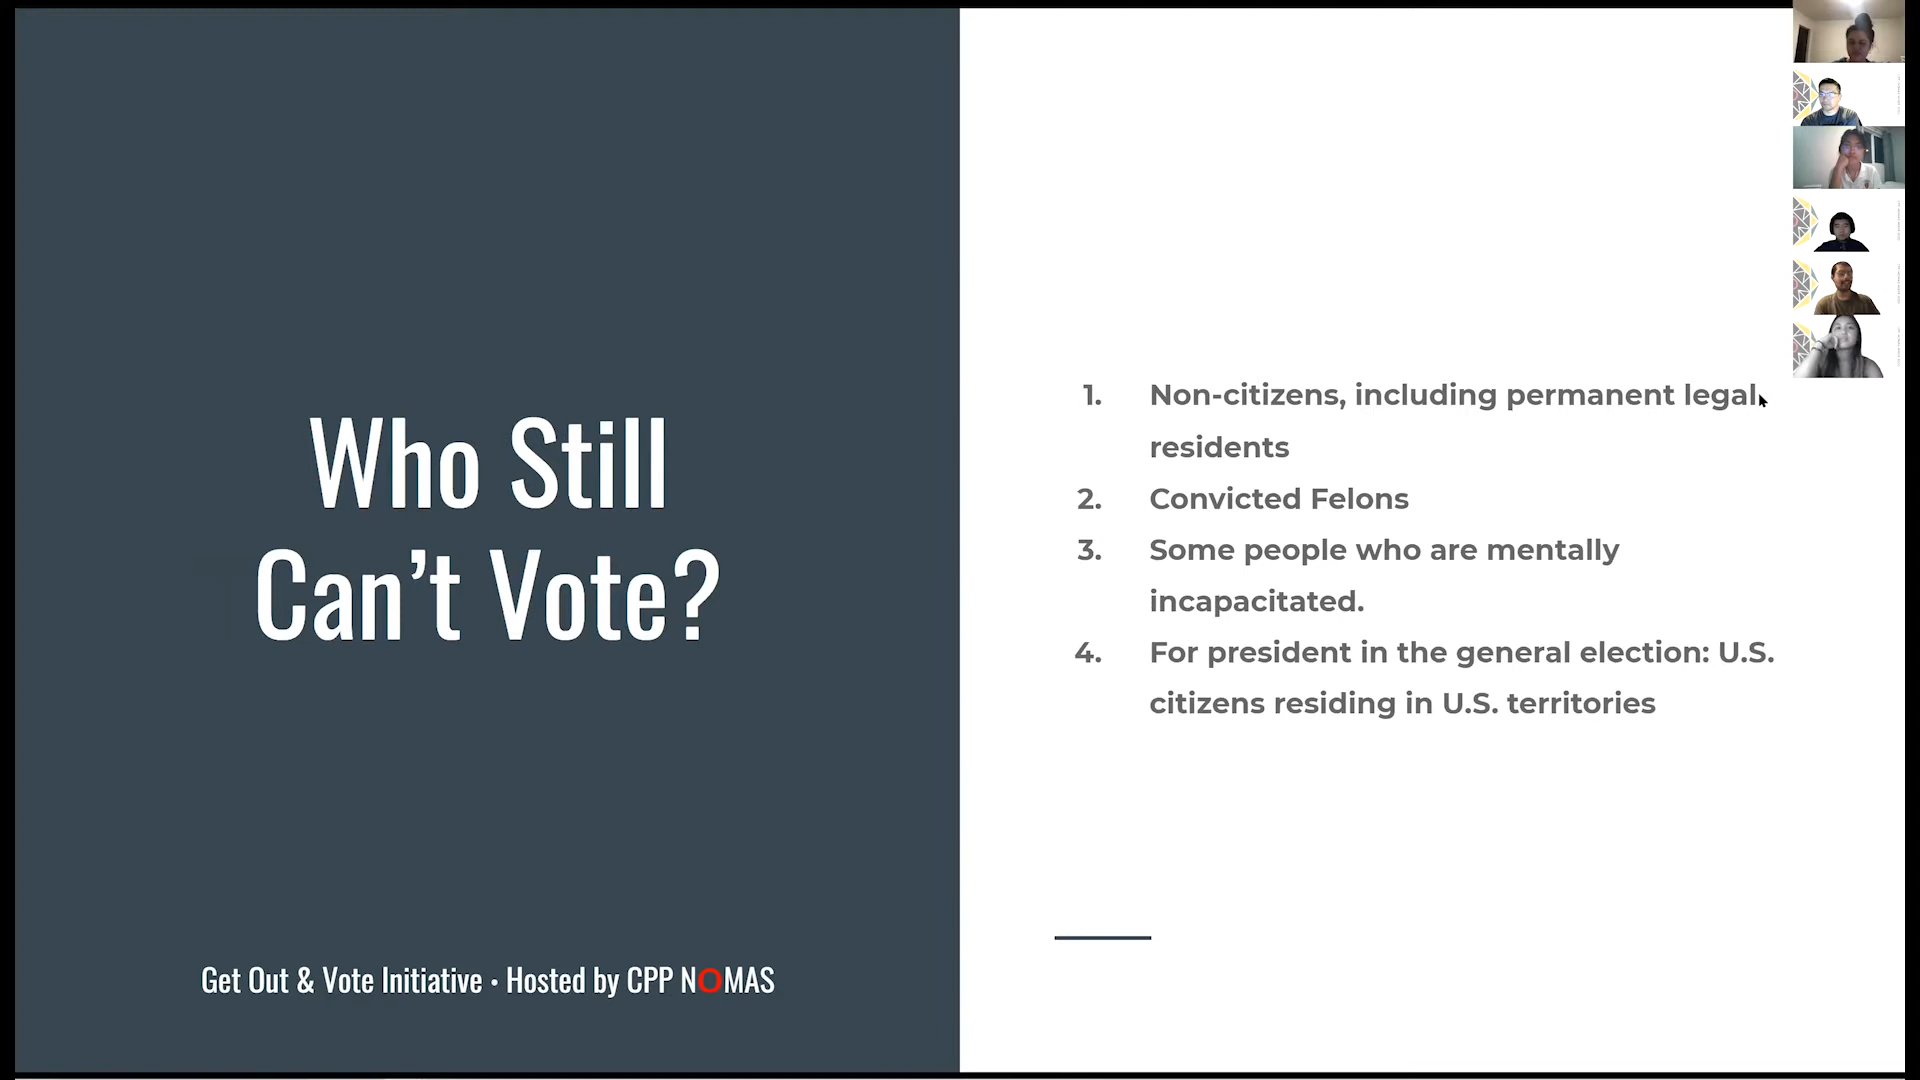 Who Still
Can't Vote?
Get Out & Vote Initiative • Hosted by CPP NOMAS
1. Non-citizens, including permanent legal
residents
2. Convicted Felons
3. Some people who are mentally
incapacitated.
4. For president in the general election: U.S.
citizens residing in U.S. territories